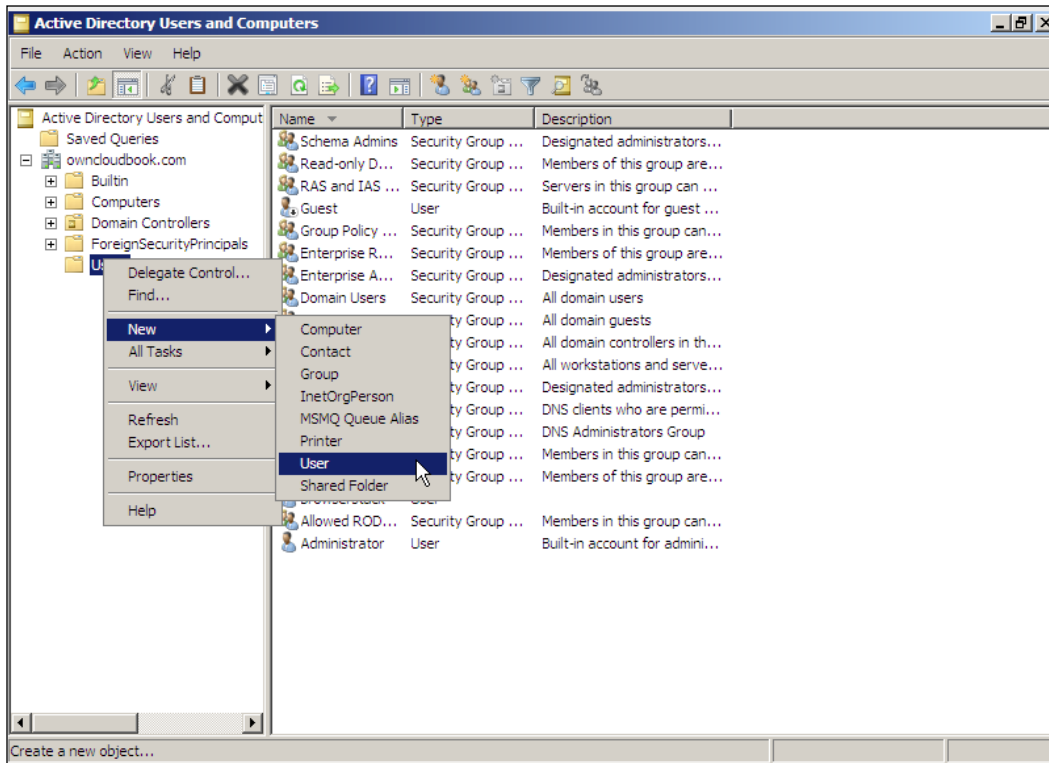 Active Directory Users and Computers
File Action View Help
Active Directory Users and Comput
Saved Queries
owncloudbook.com
Builtin
Computers
Domain Controllers
ForeignSecurityPrincipals
Delegate Control...
Find...
New
All Tasks
View
Refresh
Export List...
Properties
Help
Computer
Contact
Group
InetOrgPerson
MSMQ Queue Alias
Printer
User
Shared Folder
Name Type Description
Schema Admins Security Group ... Designated administrators...
Read-only D... Security Group ... Members of this group are...
RAS and IAS ... Security Group ... Servers in this group can ...
Guest User Built-in account for guest ...
Group Policy ... Security Group ... Members in this group can...
Enterprise R... Security Group ... Members of this group are...
Enterprise A... Security Group ... Designated administrators...
Domain Users Security Group ... All domain users
ty Group ... All domain guests
ty Group ... All domain controllers in th...
ty Group ... All workstations and serve...
ty Group ... Designated administrators...
ty Group ... DNS clients who are permi...
ty Group ... DNS Administrators Group
ty Group ... Members in this group can...
ty Group ... Members of this group are...
Allowed ROD... Security Group ... Members in this group can...
Administrator User Built-in account for admini...
Create a new object...